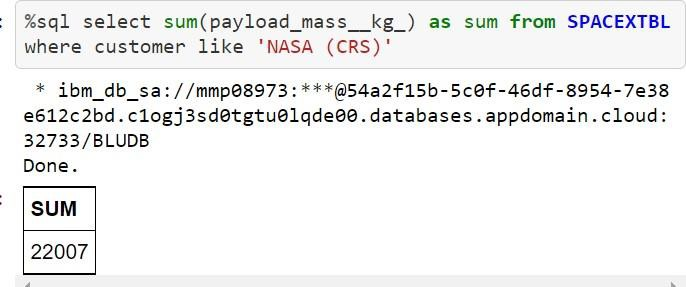 %sql select sum(payload_mass__kg_) as sum from SPACEXTBL
where customer like 'NASA (CRS)'
* ibm_db_sa://mmp08973:***@54a2f15b-5c0f-46df-8954-7e38
e612c2bd.c1ogj3sd0tgtu0lqde00.databases.appdomain.cloud:
32733/BLUDB
Done.
SUM
22007